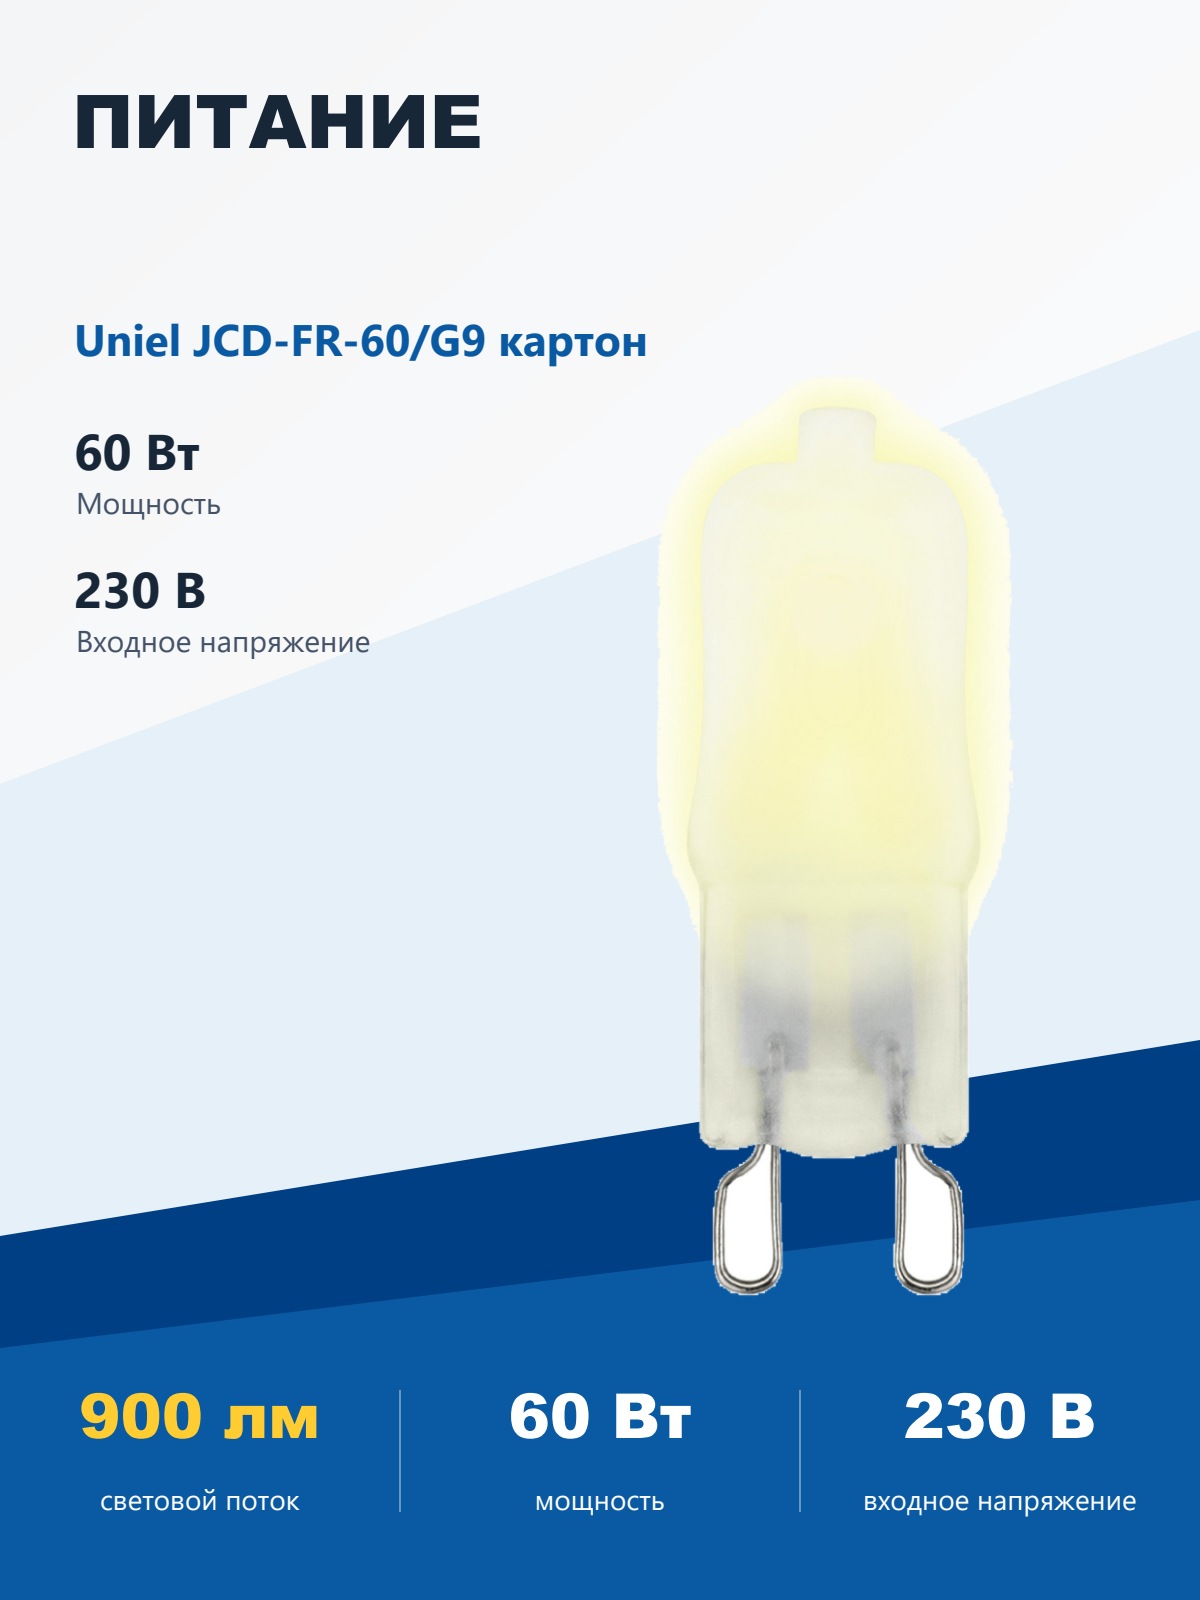 ПИТАНИЕ
Uniel JCD-FR-60/G9 картон
60 Вт
Мощность
230 В
Входное напряжение
900 лм
световой поток
60 Вт
мощность
230 В
входное напряжение